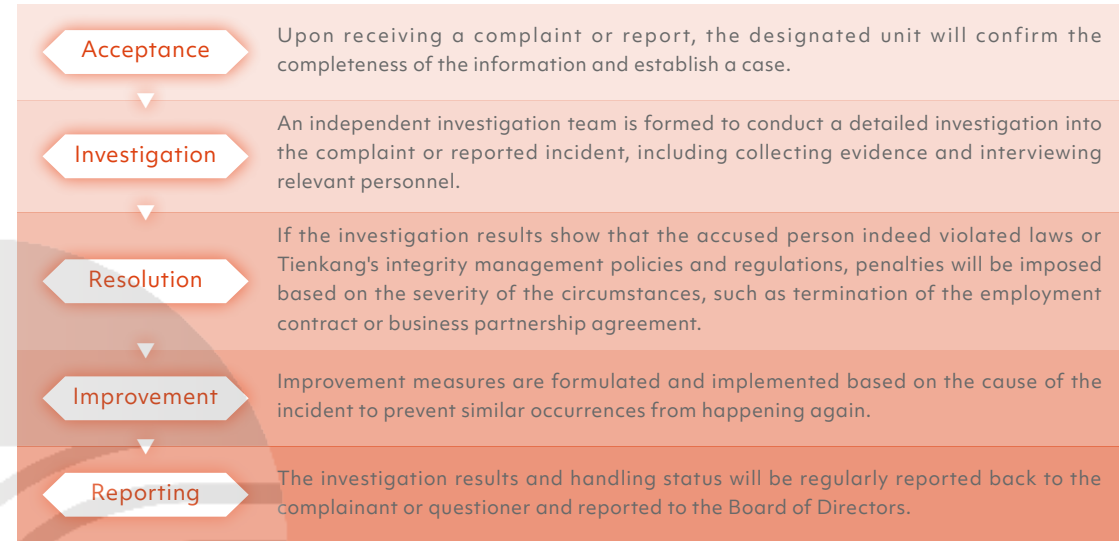 Acceptance
Upon receiving a complaint or report, the designated unit will confirm the
completeness of the information and establish a case.
Investigation
An independent investigation team is formed to conduct a detailed investigation into
the complaint or reported incident, including collecting evidence and interviewing
relevant personnel.
Resolution
If the investigation results show that the accused person indeed violated laws or
Tienkang's integrity management policies and regulations, penalties will be imposed
based on the severity of the circumstances, such as termination of the employment
contract or business partnership agreement.
Improvement
Improvement measures are formulated and implemented based on the cause of the
incident to prevent similar occurrences from happening again.
Reporting
The investigation results and handling status will be regularly reported back to the
complainant or questioner and reported to the Board of Directors.